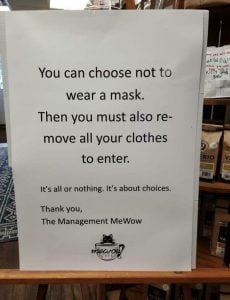 You can choose not to
wear a mask.
Then you must also re-
move all your clothes
to enter.
It's all or nothing. It's about choices.
Thank you,
The Management MeWow